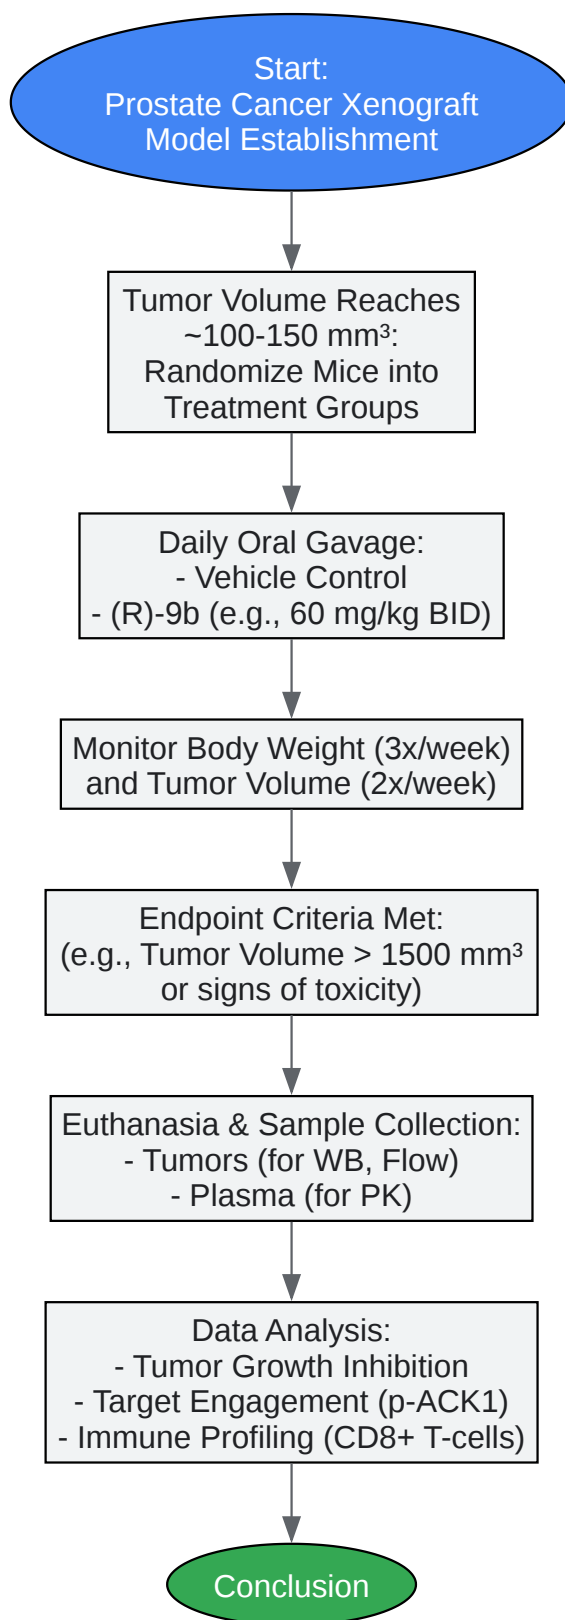 Start:
Prostate Cancer Xenograft
Model Establishment
Tumor Volume Reaches
~100-150 mm³:
Randomize Mice into
Treatment Groups
Daily Oral Gavage:
- Vehicle Control
- (R)-9b (e.g., 60 mg/kg BID)
Monitor Body Weight (3x/week)
and Tumor Volume (2x/week)
Endpoint Criteria Met:
(e.g., Tumor Volume > 1500 mm³
or signs of toxicity)
Euthanasia & Sample Collection:
- Tumors (for WB, Flow)
- Plasma (for PK)
Data Analysis:
- Tumor Growth Inhibition
- Target Engagement (p-ACK1)
- Immune Profiling (CD8+ T-cells)
Conclusion